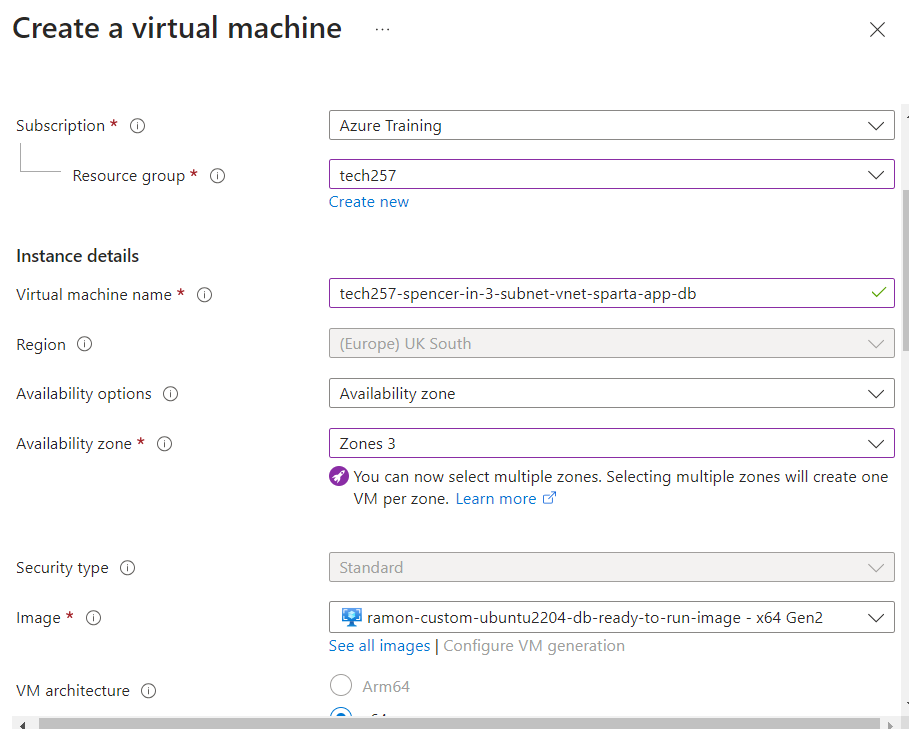 Create a virtual machine ...
Subscription *
Azure Training
Resource group *
tech257
Create new
Instance details
Virtual machine name *
tech257-spencer-in-3-subnet-vnet-sparta-app-db
Region
(Europe) UK South
Availability options
Availability zone
Availability zone *
Zones 3
You can now select multiple zones. Selecting multiple zones will create one
VM per zone. Learn more
Security type
Standard
Image *
ramon-custom-ubuntu2204-db-ready-to-run-image - x64 Gen2
See all images | Configure VM generation
VM architecture
Arm64